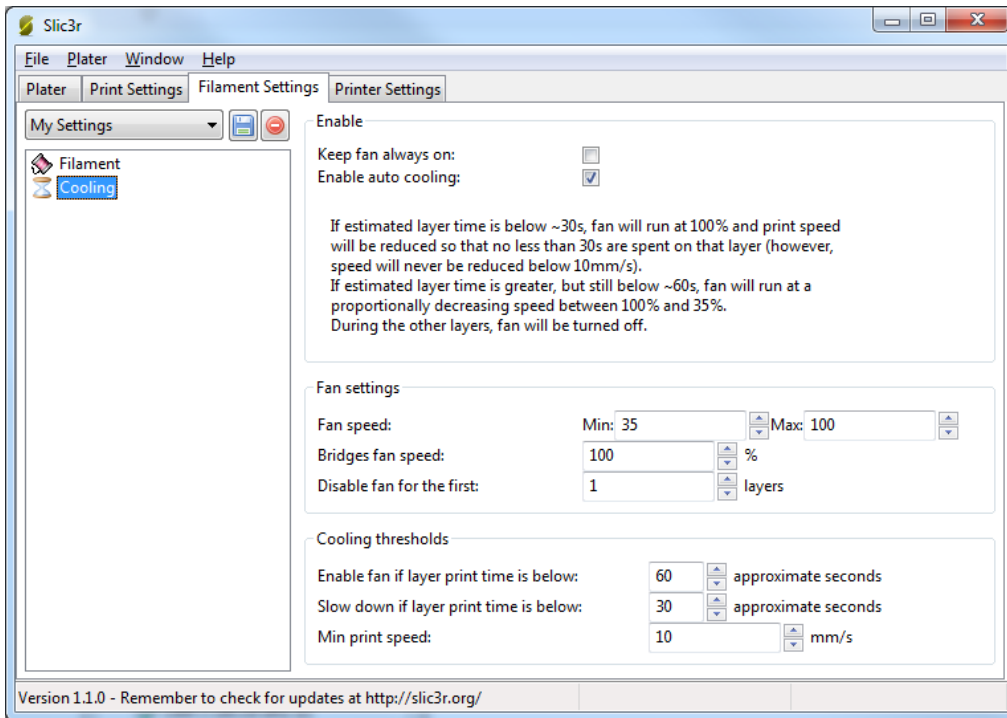 Slic3r
File Plater Window Help
Plater Print Settings Filament Settings Printer Settings
My Settings
Filament
Cooling
Enable
Keep fan always on:
Enable auto cooling:
If estimated layer time is below ~30s, fan will run at 100% and print speed
will be reduced so that no less than 30s are spent on that layer (however,
speed will never be reduced below 10mm/s).
If estimated layer time is greater, but still below ~60s, fan will run at a
proportionally decreasing speed between 100% and 35%.
During the other layers, fan will be turned off.
Fan settings
Fan speed: Min: 35 Max: 100
Bridges fan speed: 100 %
Disable fan for the first: 1 layers
Cooling thresholds
Enable fan if layer print time is below: 60 approximate seconds
Slow down if layer print time is below: 30 approximate seconds
Min print speed: 10 mm/s
Version 1.1.0 - Remember to check for updates at http://slic3r.org/